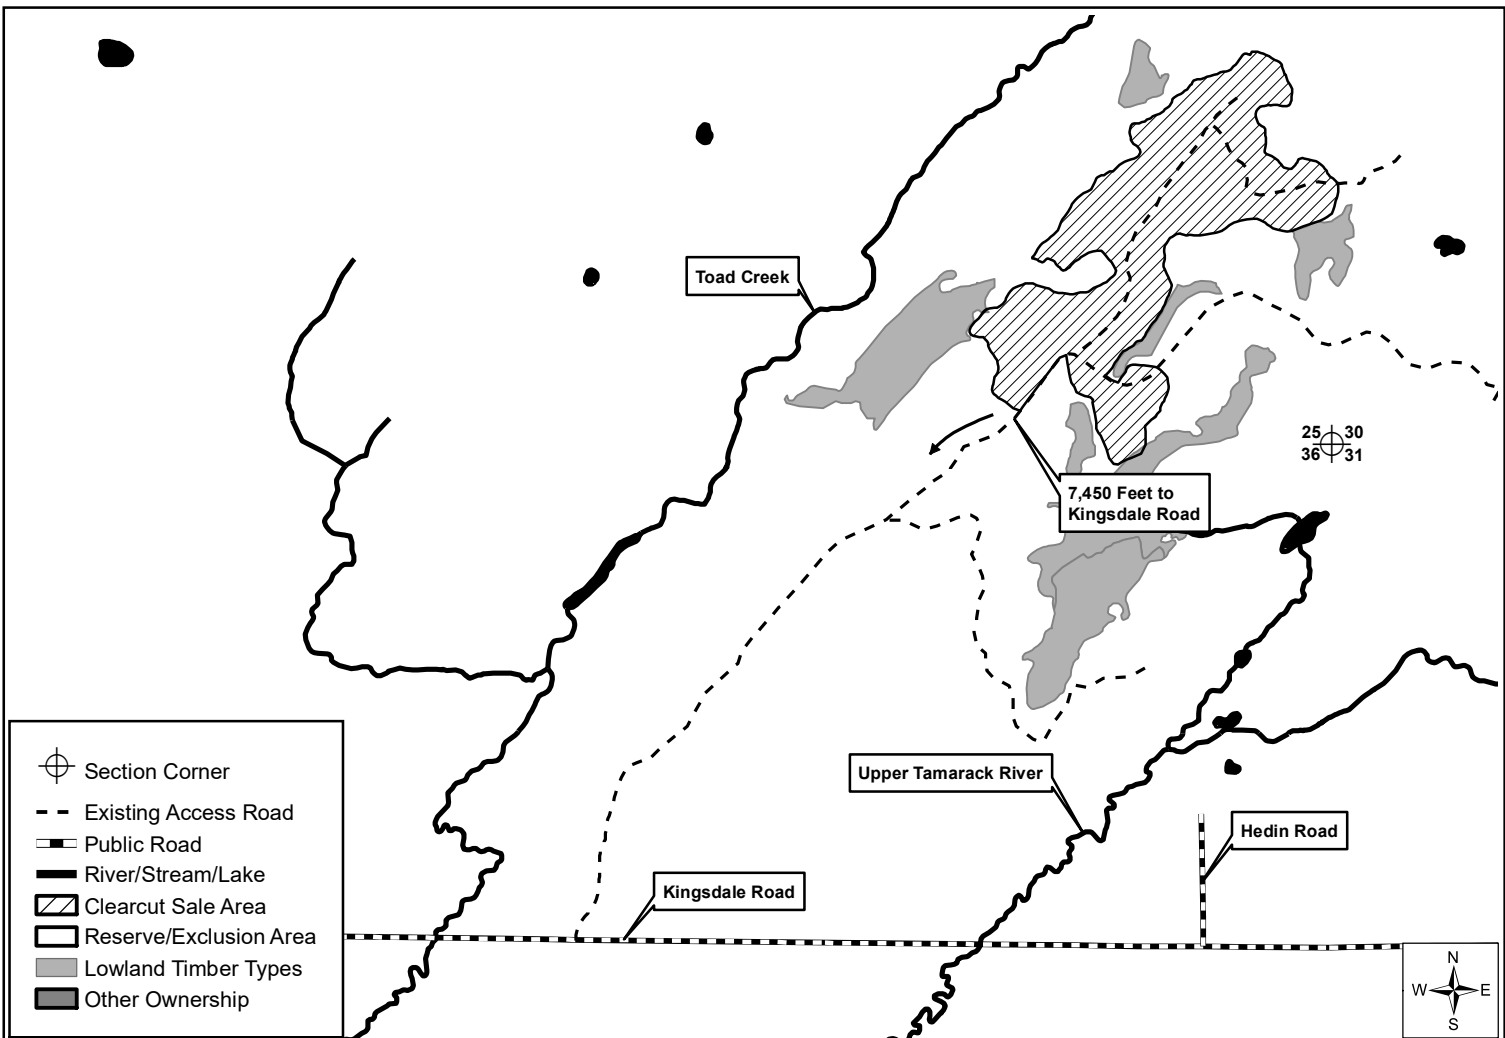 Toad Creek
25 30
36 31
7,450 Feet to
Kingsdale Road
Upper Tamarack River
Hedin Road
Kingsdale Road
Section Corner
Existing Access Road
Public Road
River/Stream/Lake
Clearcut Sale Area
Reserve/Exclusion Area
Lowland Timber Types
Other Ownership
N
W E
S